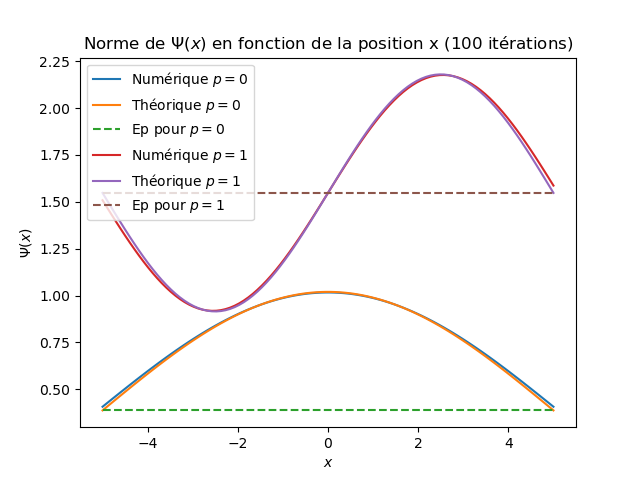 Norme de Ψ(x) en fonction de la position x (100 itérations)
Numérique p = 0
Théorique p = 0
Ep pour p = 0
Numérique p = 1
Théorique p = 1
Ep pour p = 1
Ψ(x)
2.25
2.00
1.75
1.50
1.25
1.00
0.75
0.50
−4 −2 0 2 4
x